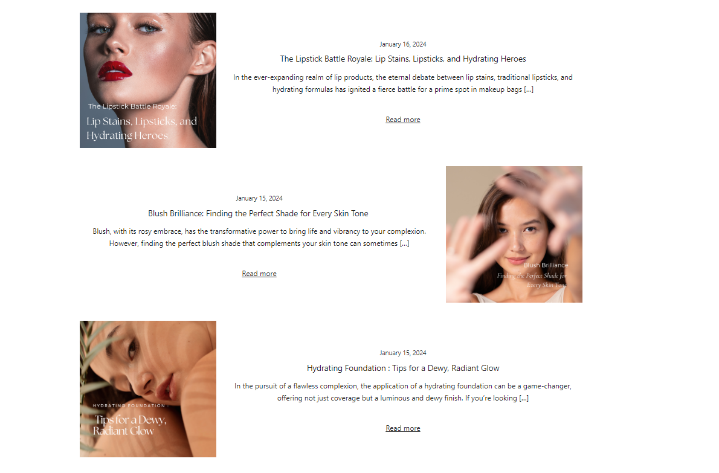 The Lipstick Battle Royale:
Lip Stains, Lipsticks, and
Hydrating Heroes
January 16, 2024
The Lipstick Battle Royale: Lip Stains, Lipsticks, and Hydrating Heroes
In the ever-expanding realm of lip products, the eternal debate between lip stains, traditional lipsticks, and
hydrating formulas has ignited a fierce battle for a prime spot in makeup bags [...]
Read more
January 15, 2024
Blush Brilliance: Finding the Perfect Shade for Every Skin Tone
Blush, with its rosy embrace, has the transformative power to bring life and vibrancy to your complexion.
However, finding the perfect blush shade that complements your skin tone can sometimes [...]
Read more
Blush Brilliance
Finding the Perfect Shade for
Every Skin Tone
HYDRATING FOUNDATION :
Tips for a Dewy,
Radiant Glow
January 15, 2024
Hydrating Foundation : Tips for a Dewy, Radiant Glow
In the pursuit of a flawless complexion, the application of a hydrating foundation can be a game-changer,
offering not just coverage but a luminous and dewy finish. If you're looking [...]
Read more